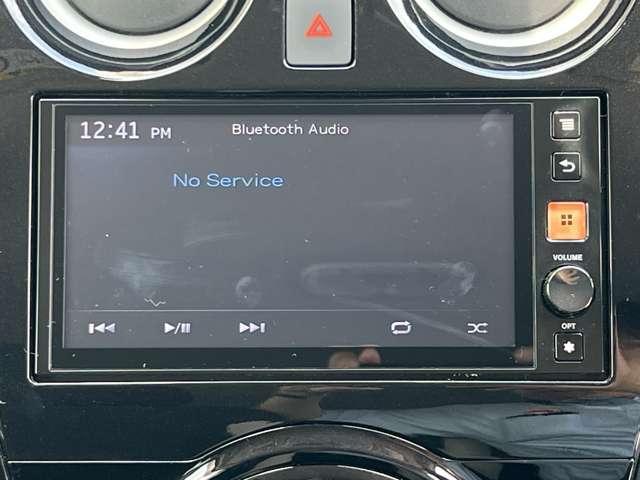 12:41 PM Bluetooth Audio
No Service
VOLUME
OPT